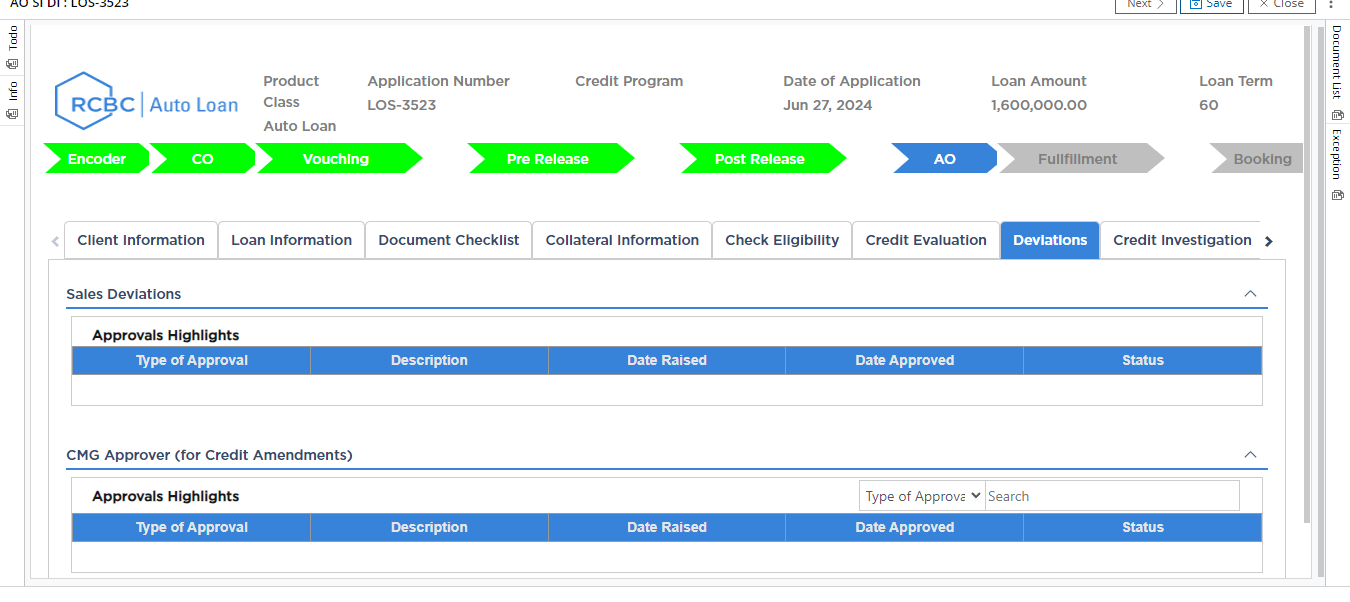 AO SI DI : LOS-3523
Next
Save
Close
Todo
Info
Document List
Exception
RCBC | Auto Loan
Product Class
Auto Loan
Application Number
LOS-3523
Credit Program
Date of Application
Jun 27, 2024
Loan Amount
1,600,000.00
Loan Term
60
Encoder CO Vouching Pre Release Post Release AO Fullfillment Booking
Client Information Loan Information Document Checklist Collateral Information Check Eligibility Credit Evaluation Deviations Credit Investigation
Sales Deviations
Approvals Highlights
Type of Approval Description Date Raised Date Approved Status
CMG Approver (for Credit Amendments)
Approvals Highlights
Type of Approva Search
Type of Approval Description Date Raised Date Approved Status